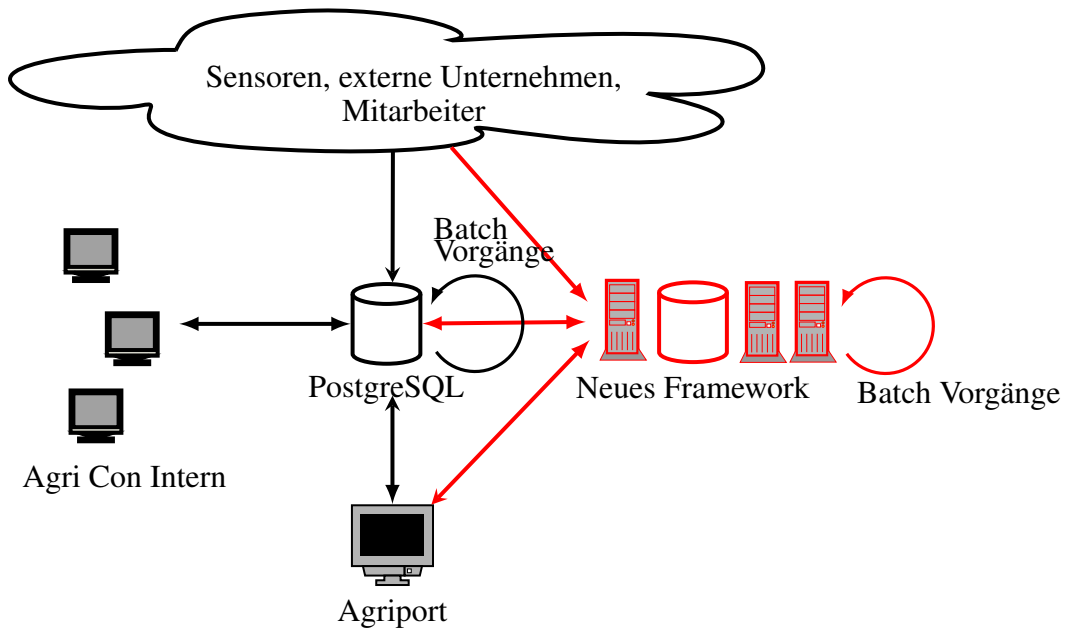 Sensoren, externe Unternehmen,
Mitarbeiter
Batch
Vorgänge
PostgreSQL
Neues Framework
Batch Vorgänge
Agri Con Intern
Agriport